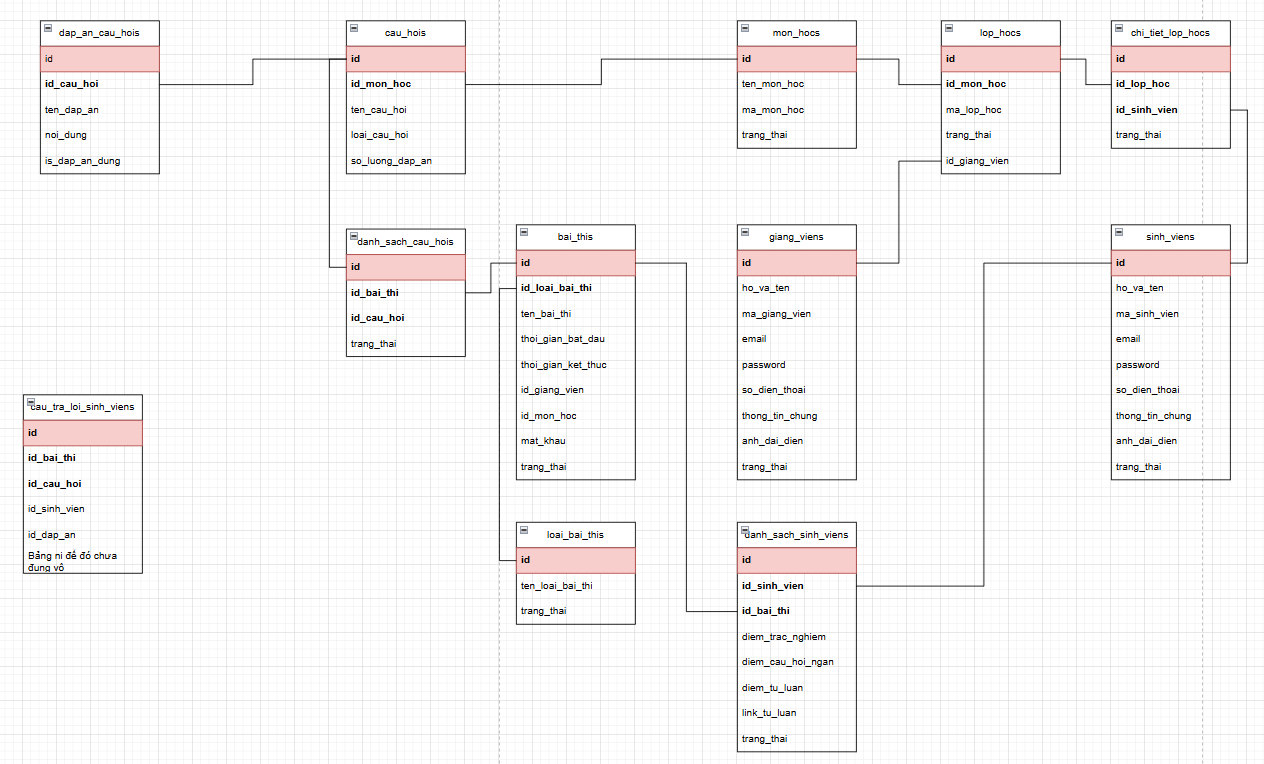 dap_an_cau_hois
id
id_cau_hoi
ten_dap_an
noi_dung
is_dap_an_dung
cau_hois
id
id_mon_hoc
ten_cau_hoi
loai_cau_hoi
so_luong_dap_an
mon_hocs
id
ten_mon_hoc
ma_mon_hoc
trang_thai
lop_hocs
id
id_mon_hoc
ma_lop_hoc
trang_thai
id_giang_vien
chi_tiet_lop_hocs
id
id_lop_hoc
id_sinh_vien
trang_thai
danh_sach_cau_hois
id
id_bai_thi
id_cau_hoi
trang_thai
bai_this
id
id_loai_bai_thi
ten_bai_thi
thoi_gian_bat_dau
thoi_gian_ket_thuc
id_giang_vien
id_mon_hoc
mat_khau
trang_thai
giang_viens
id
ho_va_ten
ma_giang_vien
email
password
so_dien_thoai
thong_tin_chung
anh_dai_dien
trang_thai
sinh_viens
id
ho_va_ten
ma_sinh_vien
email
password
so_dien_thoai
thong_tin_chung
anh_dai_dien
trang_thai
cau_tra_loi_sinh_viens
id
id_bai_thi
id_cau_hoi
id_sinh_vien
id_dap_an
Bảng ni để đó chưa
đụng vô
loai_bai_this
id
ten_loai_bai_thi
trang_thai
danh_sach_sinh_viens
id
id_sinh_vien
id_bai_thi
diem_trac_nghiem
diem_cau_hoi_ngan
diem_tu_luan
link_tu_luan
trang_thai